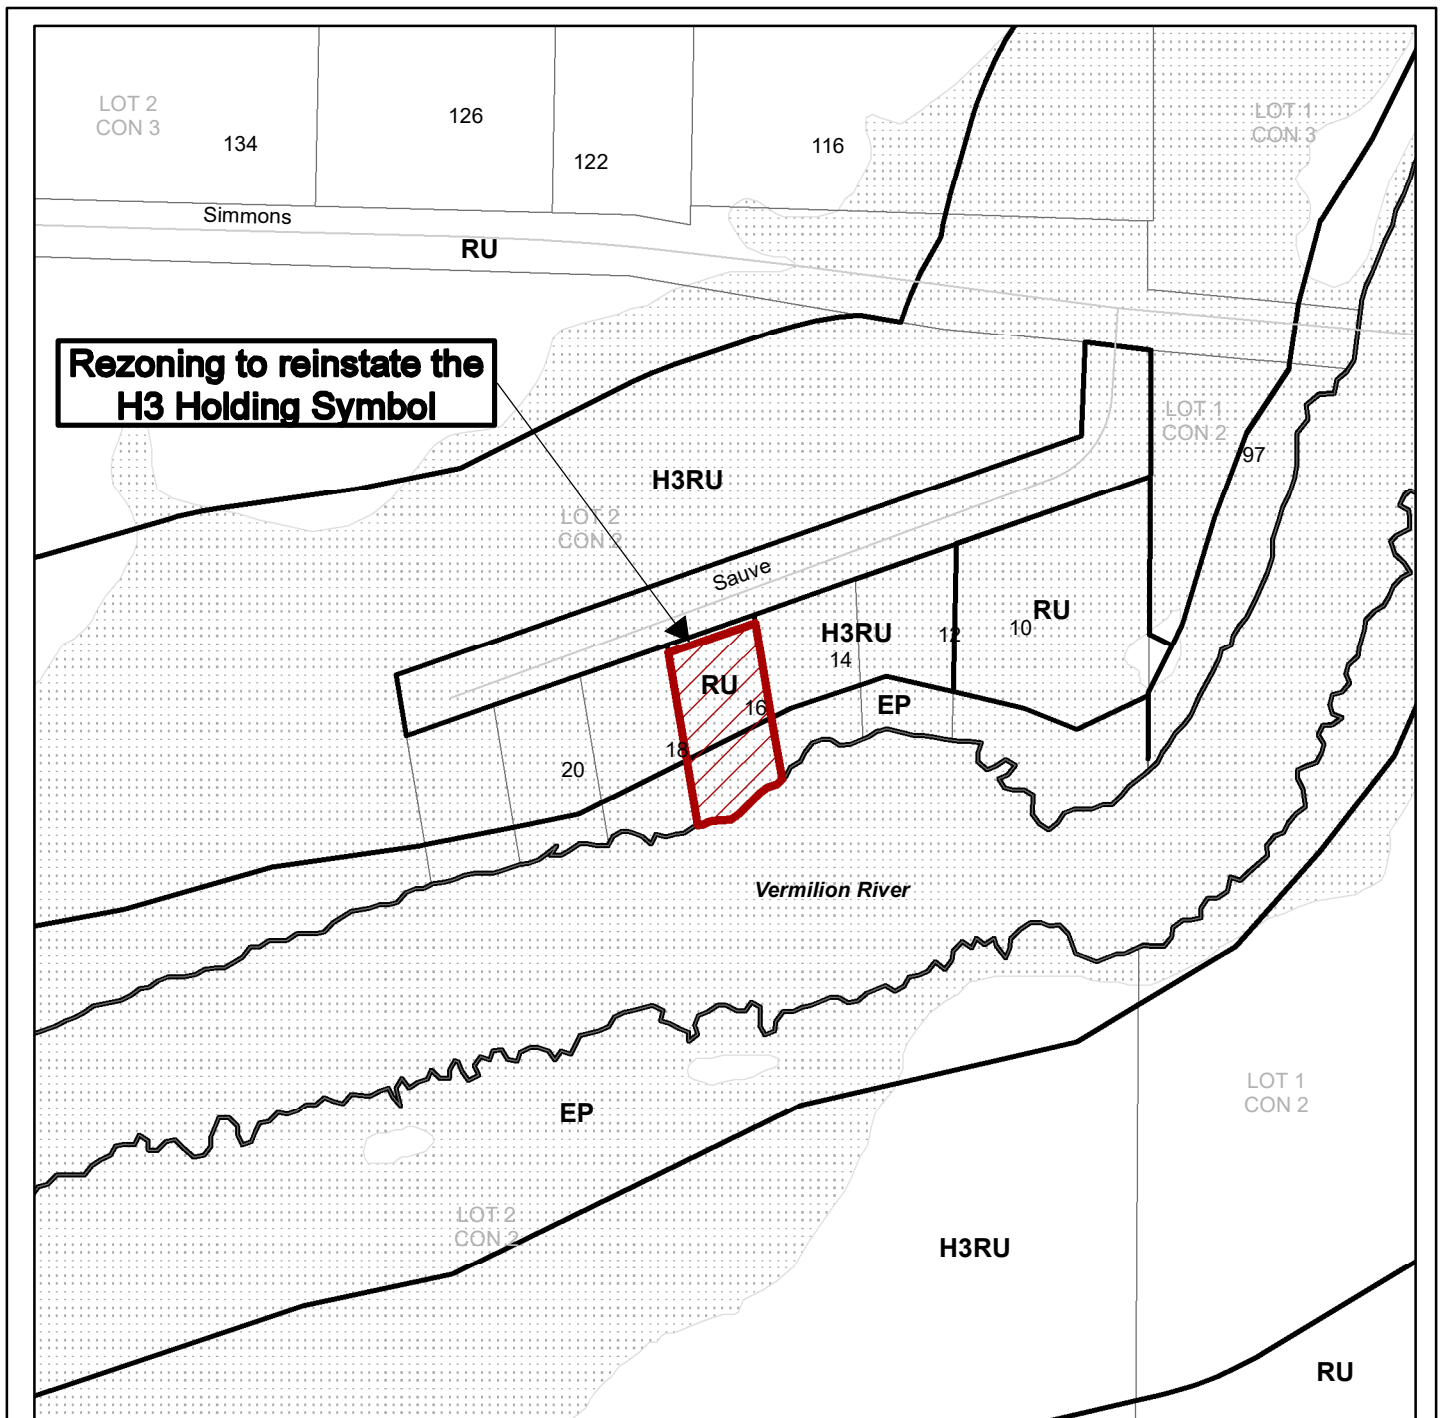 LOT 2
CON 3
134
126
122
116
LOT 1
CON 3
Simmons
RU
Rezoning to reinstate the
H3 Holding Symbol
LOT 1
CON 2
97
H3RU
LOT 2
CON 2
Sauve
H3RU
14
12
10
RU
RU
16
EP
18
20
Vermilion River
EP
LOT 1
CON 2
LOT 2
CON 2
H3RU
RU